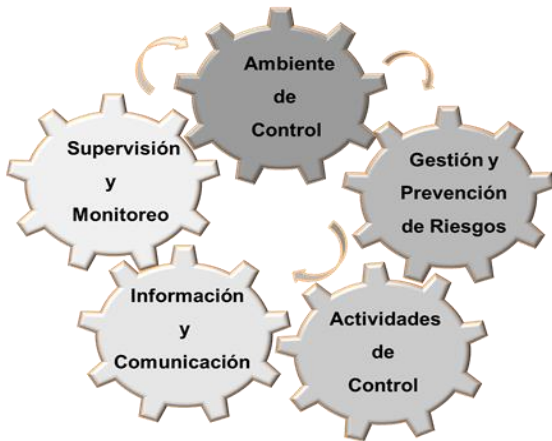 Ambiente
de
Control
Gestión y
Prevención
de Riesgos
Actividades
de
Control
Información
y
Comunicación
Supervisión
y
Monitoreo